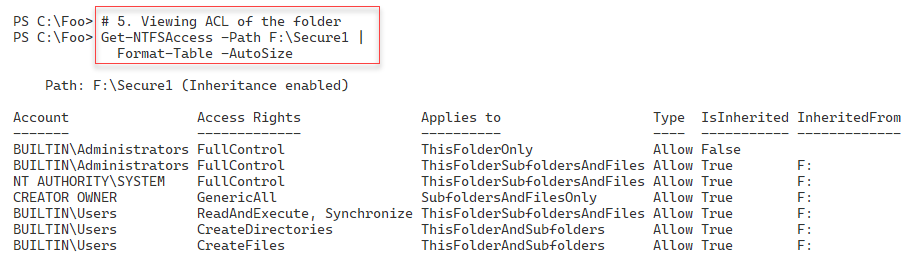 PS C:\Foo> # 5. Viewing ACL of the folder
PS C:\Foo> Get-NTFSAccess -Path F:\Secure1 |
Format-Table -AutoSize
Path: F:\Secure1 (Inheritance enabled)
Account Access Rights Applies to Type IsInherited InheritedFrom
------- ------------- ---------- ---- ----------- -------------
BUILTIN\Administrators FullControl ThisFolderOnly Allow False
BUILTIN\Administrators FullControl ThisFolderSubfoldersAndFiles Allow True F:
NT AUTHORITY\SYSTEM FullControl ThisFolderSubfoldersAndFiles Allow True F:
CREATOR OWNER GenericAll SubfoldersAndFilesOnly Allow True F:
BUILTIN\Users ReadAndExecute, Synchronize ThisFolderSubfoldersAndFiles Allow True F:
BUILTIN\Users CreateDirectories ThisFolderAndSubfolders Allow True F:
BUILTIN\Users CreateFiles ThisFolderAndSubfolders Allow True F: